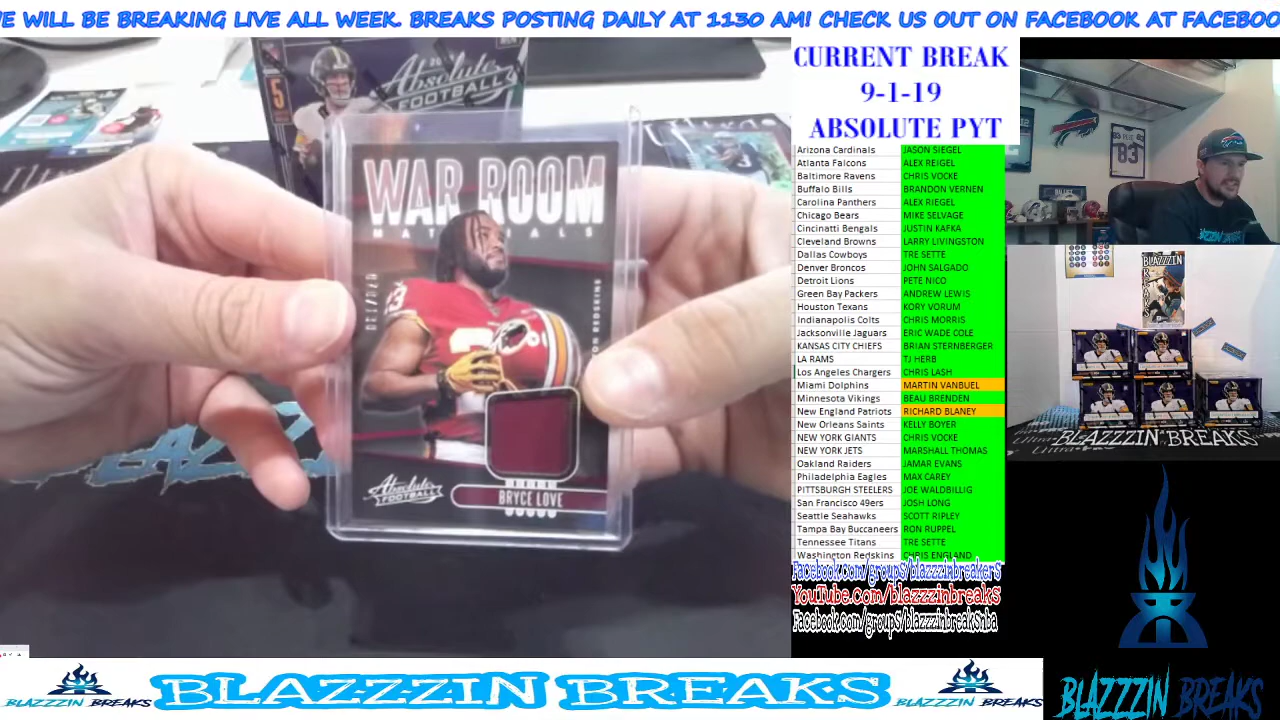 E WILL BE BREAKING LIVE ALL WEEK. BREAKS POSTING DAILY AT 1130 AM! CHECK US OUT ON FACEBOOK AT FACEBOO
CURRENT BREAK
9-1-19
ABSOLUTE PYT
Arizona Cardinals JASON SIEGEL
Atlanta Falcons ALEX REIGEL
Baltimore Ravens CHRIS VOCKE
Buffalo Bills BRANDON VERNEN
Carolina Panthers ALEX RIEGEL
Chicago Bears MIKE SELVAGE
Cincinatti Bengals JUSTIN KAFKA
Cleveland Browns LARRY LIVINGSTON
Dallas Cowboys TRE SETTE
Denver Broncos JOHN SALGADO
Detroit Lions PETE NICO
Green Bay Packers ANDREW LEWIS
Houston Texans KORY VORUM
Indianapolis Colts CHRIS MORRIS
Jacksonville Jaguars ERIC WADE COLE
KANSAS CITY CHIEFS BRIAN STERNBERGER
LA RAMS TJ HERB
Los Angeles Chargers CHRIS LASH
Miami Dolphins MARTIN VANBUEL
Minnesota Vikings BEAU BRENDEN
New England Patriots RICHARD BLANEY
New Orleans Saints KELLY BOYER
NEW YORK GIANTS CHRIS VOCKE
NEW YORK JETS MARSHALL THOMAS
Oakland Raiders JAMAR EVANS
Philadelphia Eagles MAX CAREY
PITTSBURGH STEELERS JOE WALDBILLIG
San Francisco 49ers JOSH LONG
Seattle Seahawks SCOTT RIPLEY
Tampa Bay Buccaneers RON RUPPEL
Tennessee Titans TRE SETTE
Washington Redskins CHRIS ENGLAND
Facebook.com/groups/blazzzinbreakers
YouTube.com/blazzzinbreaks
Facebook.com/groups/blazzzinbreaksnba
5
Absolute
FOOTBALL
WAR ROOM
MATERIALS
ON REDSKINS
Absolute
FOOTBALL
BRYCE LOVE
83
BLAZZZIN
BLAZZZIN BREAKS
BLAZZZIN BREAKS
BLAZZZIN BREAKS
BLAZZZIN BREAKS
BLAZZZIN BREAKS